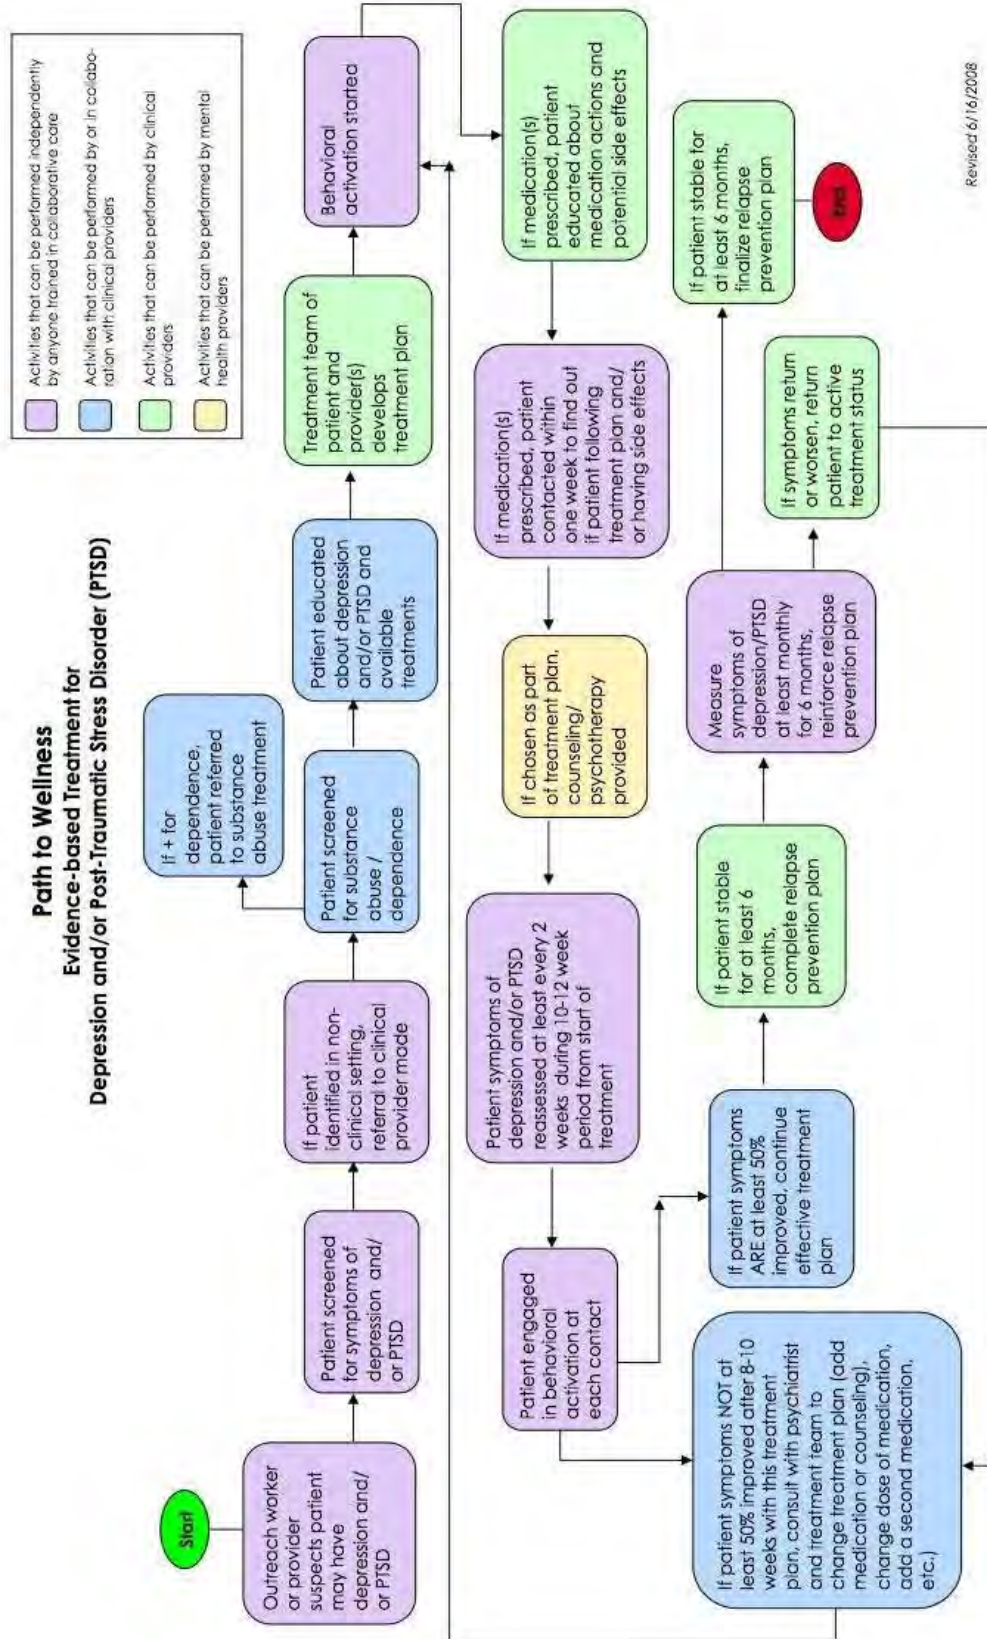 Path to Wellness
Evidence-based Treatment for
Depression and/or Post-Traumatic Stress Disorder (PTSD)
Activities that can be performed independently
by anyone trained in collaborative care
Activities that can be performed by or in collabo-
ration with clinical providers
Activities that can be performed by clinical
providers
Activities that can be performed by mental
health providers
Start
Outreach worker
or provider
suspects patient
may have
depression and/
or PTSD
Patient screened
for symptoms of
depression and/
or PTSD
If patient
identified in non-
clinical setting,
referral to clinical
provider made
Patient screened
for substance
abuse /
dependence
If + for
dependence,
patient referred
to substance
abuse treatment
Patient educated
about depression
and/or PTSD and
available
treatments
Treatment team of
patient and
provider(s)
develops
treatment plan
Behavioral
activation started
If medication(s)
prescribed, patient
educated about
medication actions and
potential side effects
If medication(s)
prescribed, patient
contacted within
one week to find out
if patient following
treatment plan and/
or having side effects
If chosen as part
of treatment plan,
counseling/
psychotherapy
provided
Patient symptoms of
depression and/or PTSD
reassessed at least every 2
weeks during 10-12 week
period from start of
treatment
Patient engaged
in behavioral
activation at
each contact
If patient symptoms NOT at
least 50% improved after 8-10
weeks with this treatment
plan, consult with psychiatrist
and treatment team to
change treatment plan (add
medication or counseling),
change dose of medication,
add a second medication,
etc.)
If patient symptoms
ARE at least 50%
improved, continue
effective treatment
plan
If patient stable
for at least 6
months,
complete relapse
prevention plan
Measure
symptoms of
depression/PTSD
at least monthly
for 6 months,
reinforce relapse
prevention plan
If symptoms return
or worsen, return
patient to active
treatment status
If patient stable for
at least 6 months,
finalize relapse
prevention plan
End
Revised 6/16/2008